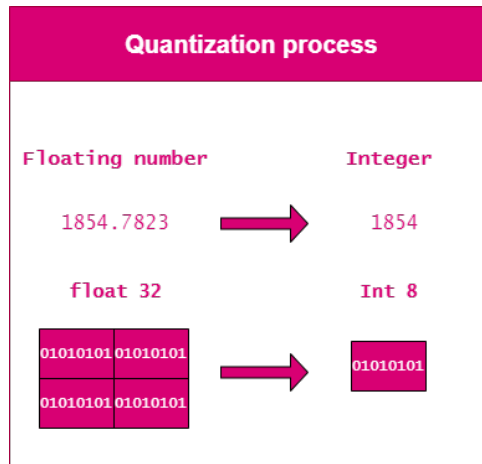 Quantization process
Floating number Integer
1854.7823 1854
float 32 Int 8
01010101 01010101
01010101
01010101 01010101